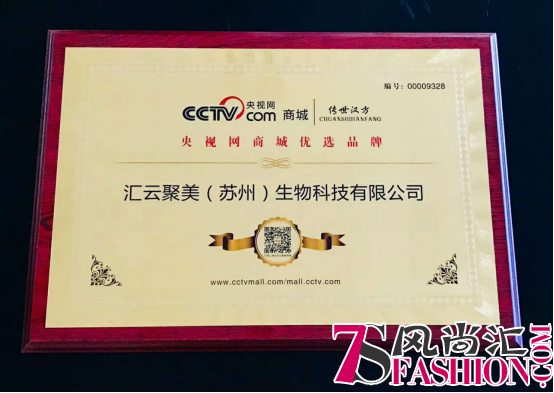 编号：00009328
CCTV 央视网 com 商城 传世汉方
CHUANSHIHANFANG
央视网商城优选品牌
汇云聚美（苏州）生物科技有限公司
www.cctvmall.com/mall.cctv.com
7S 风尚汇
FASHION.COM